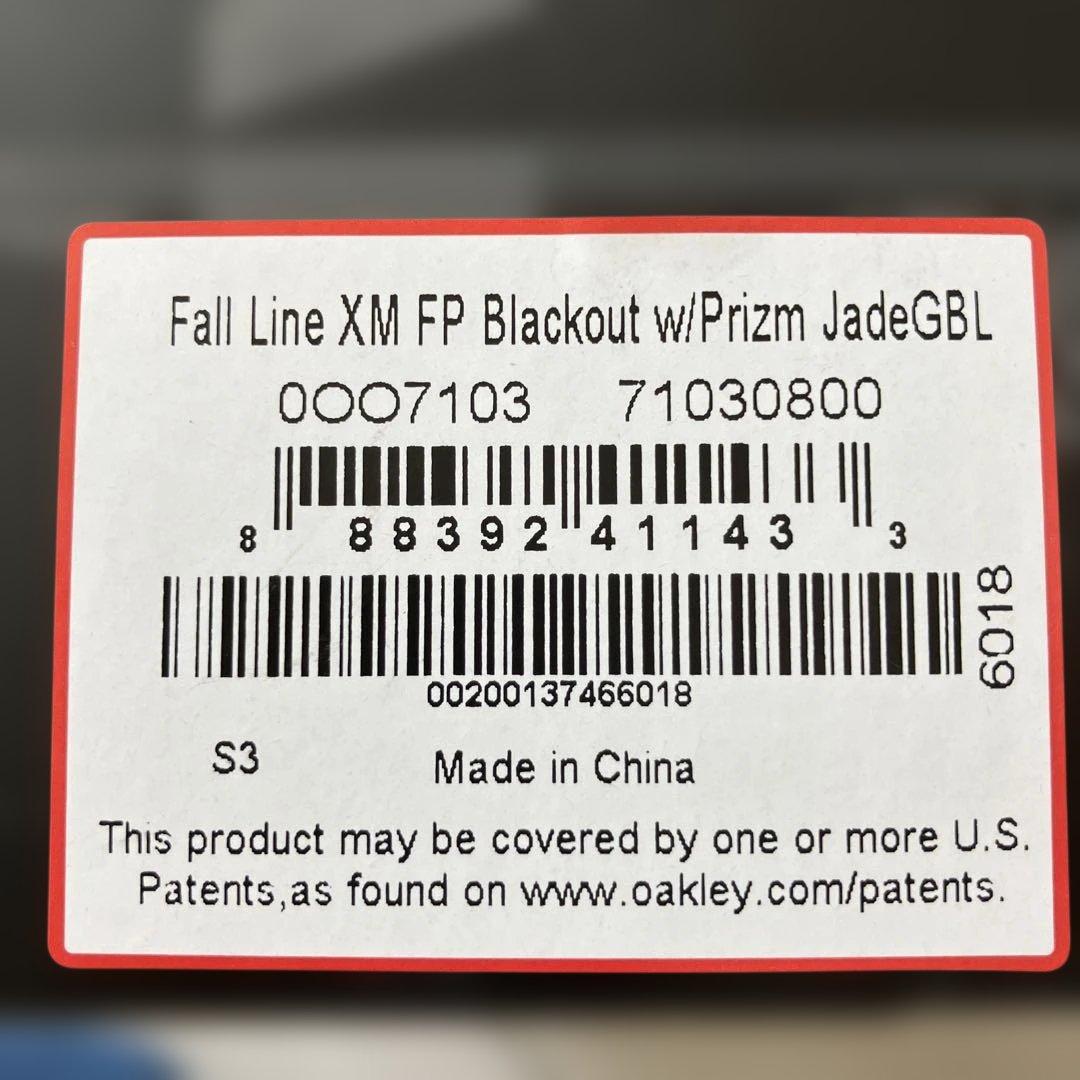 Fall Line XM FP Blackout w/Prizm JadeGBL
0OO7103 71030800
8 88392 41143 3
6018
00200137466018
S3 Made in China
This product may be covered by one or more U.S.
Patents,as found on www.oakley.com/patents.